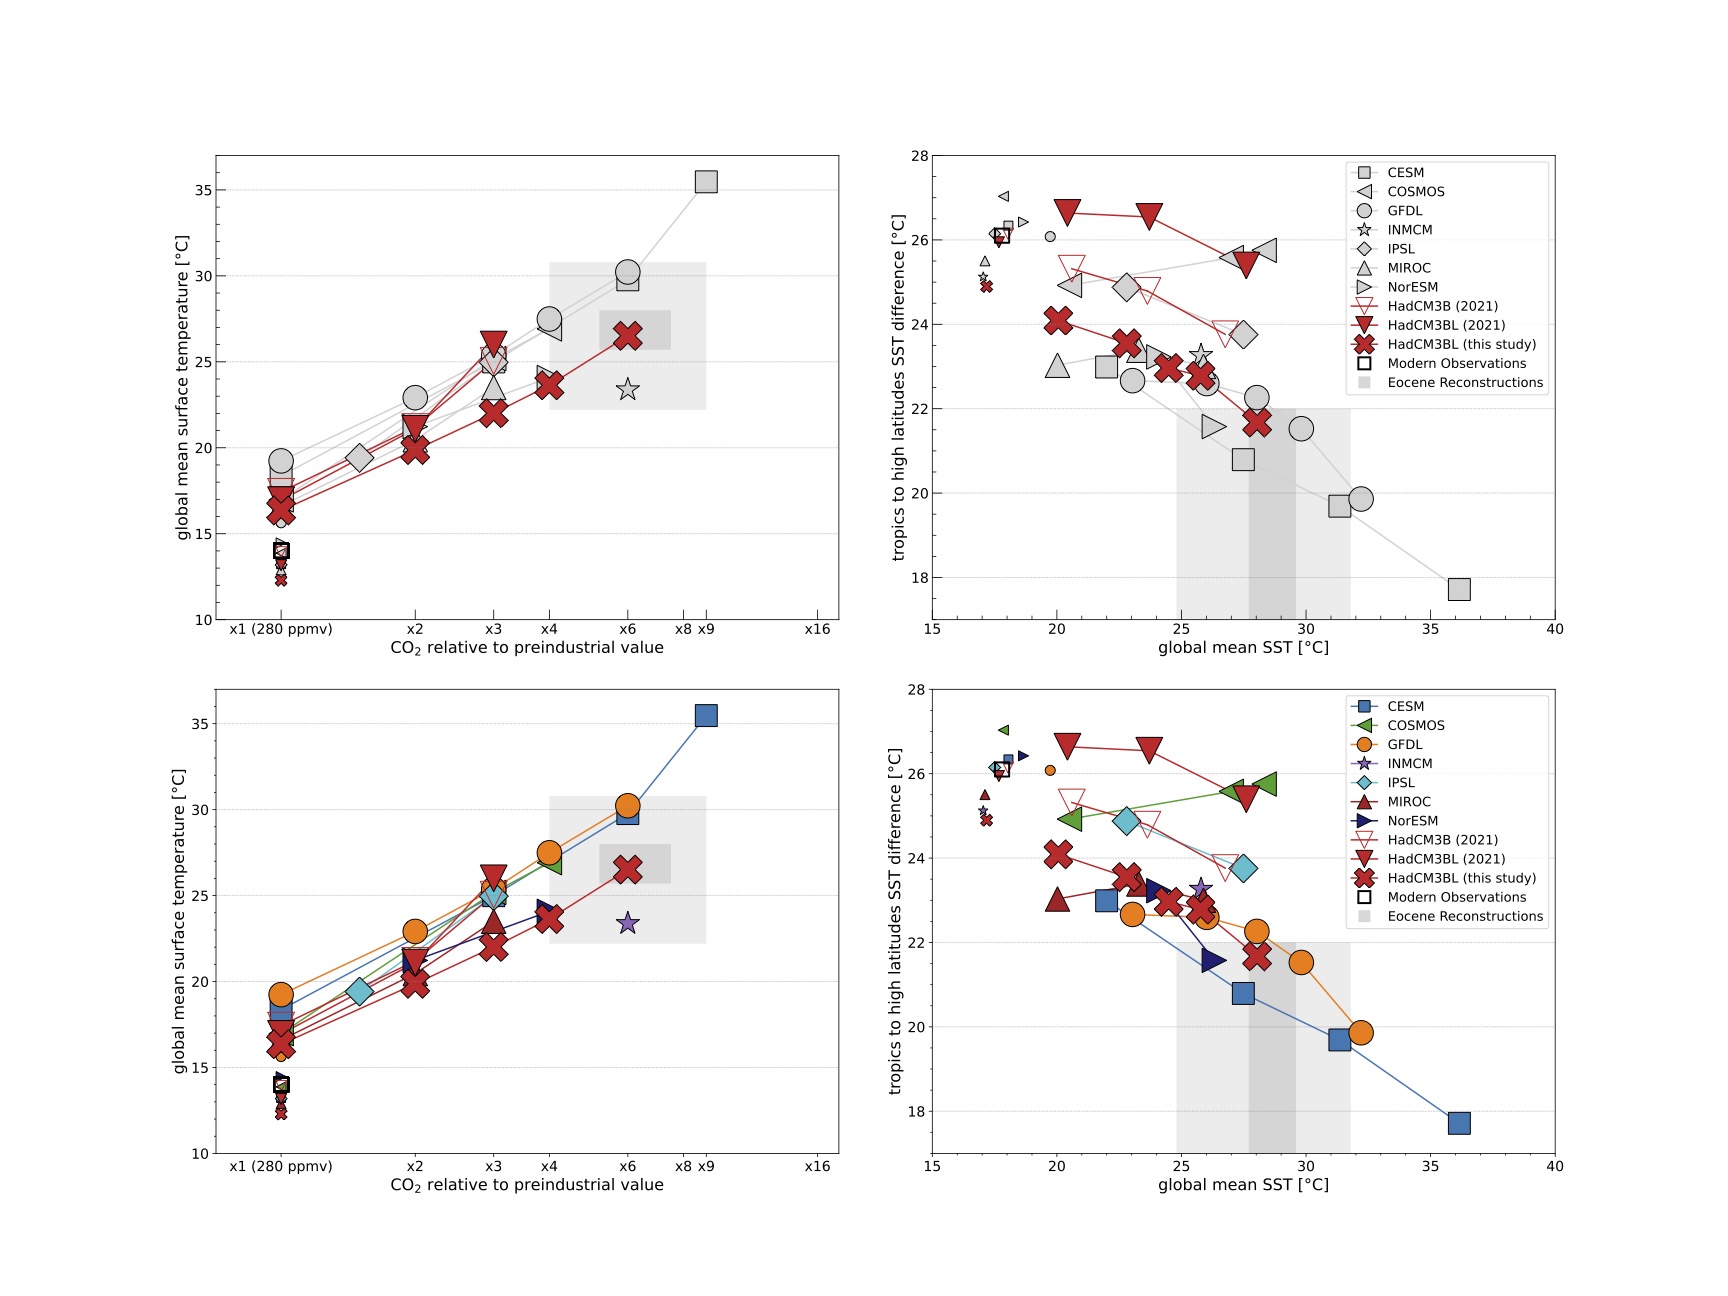 35
30
25
20
15
10
global mean surface temperature [°C]
x1 (280 ppmv) x2 x3 x4 x6 x8 x9 x16
CO₂ relative to preindustrial value
28
26
24
22
20
18
tropics to high latitudes SST difference [°C]
CESM
COSMOS
GFDL
INMCM
IPSL
MIROC
NorESM
HadCM3B (2021)
HadCM3BL (2021)
HadCM3BL (this study)
Modern Observations
Eocene Reconstructions
15 20 25 30 35 40
global mean SST [°C]
35
30
25
20
15
10
global mean surface temperature [°C]
x1 (280 ppmv) x2 x3 x4 x6 x8 x9 x16
CO₂ relative to preindustrial value
28
26
24
22
20
18
tropics to high latitudes SST difference [°C]
CESM
COSMOS
GFDL
INMCM
IPSL
MIROC
NorESM
HadCM3B (2021)
HadCM3BL (2021)
HadCM3BL (this study)
Modern Observations
Eocene Reconstructions
15 20 25 30 35 40
global mean SST [°C]